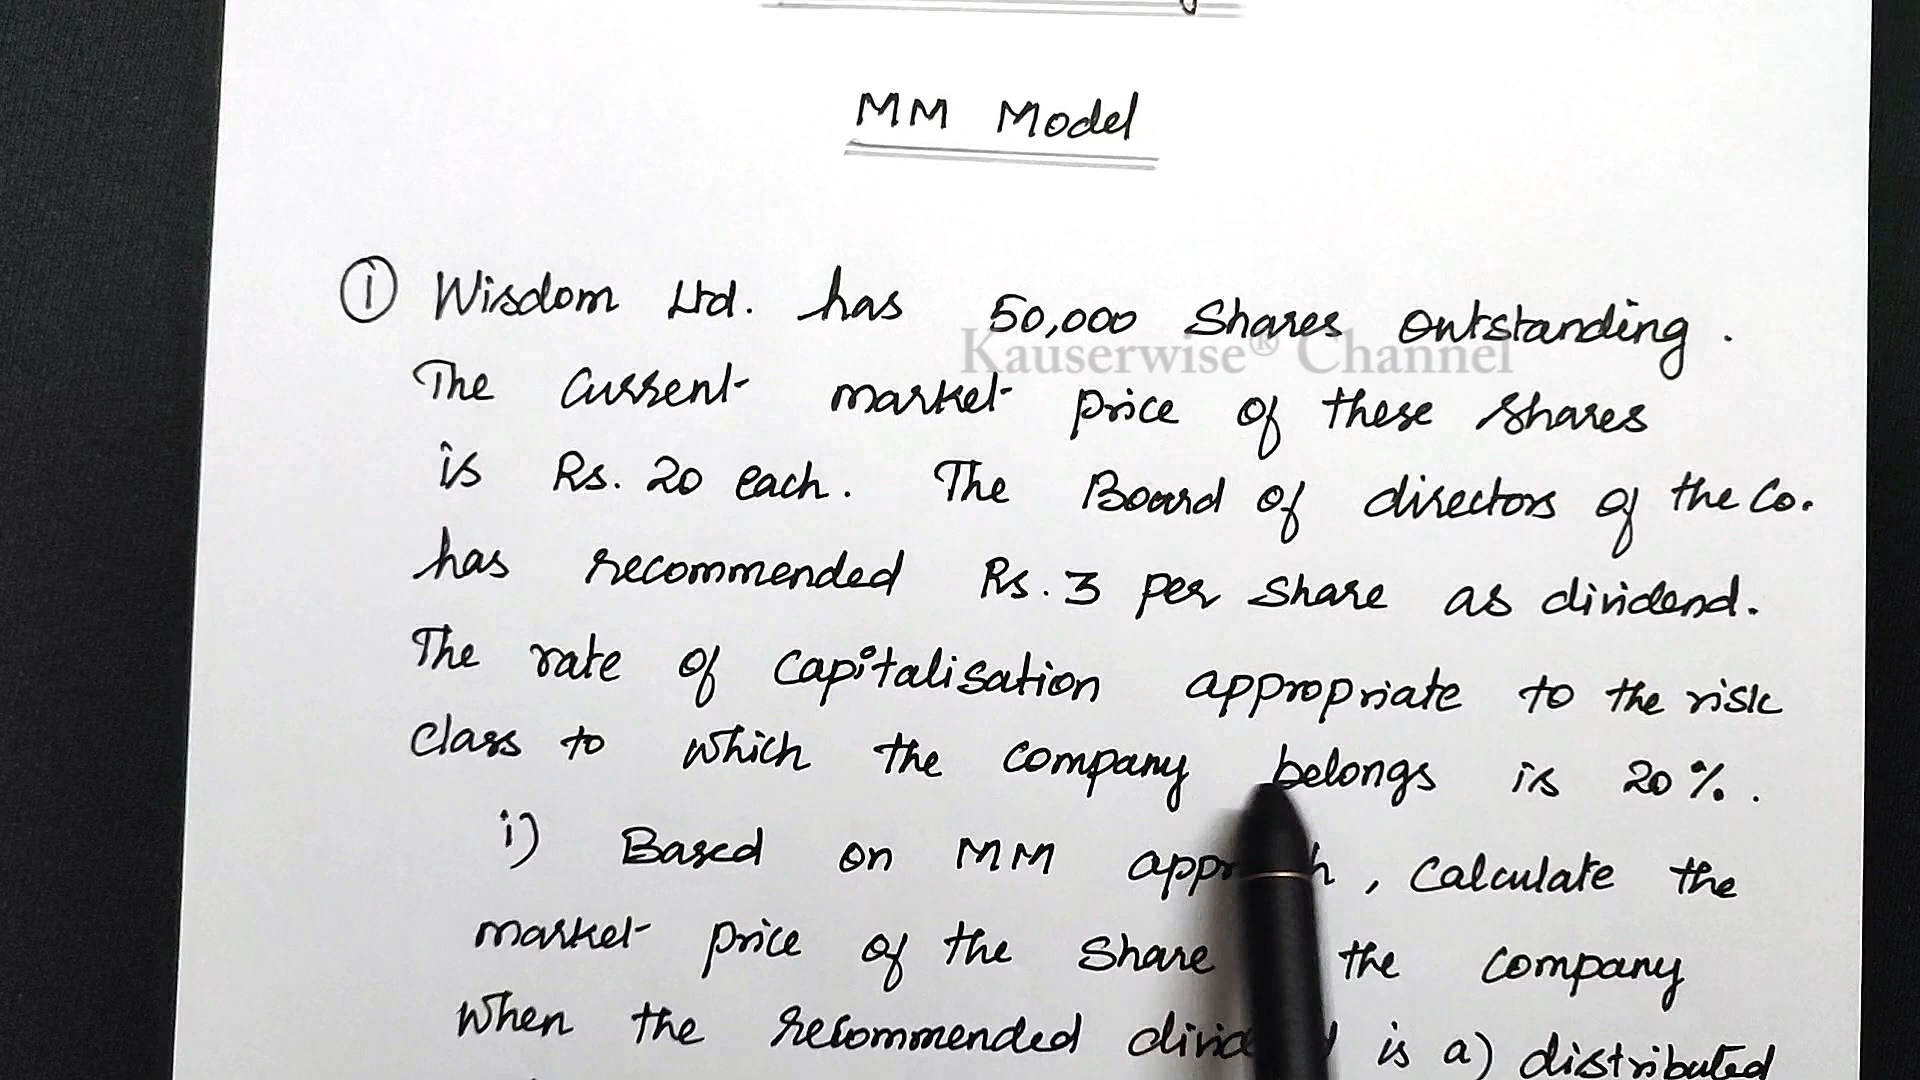 MM Model
① Wisdom Ltd. has 50,000 Shares outstanding.
Kauserwise® Channel
The current market price of these shares
is Rs. 20 each. The Board of directors of the Co.
has recommended Rs. 3 per share as dividend.
The rate of capitalisation appropriate to the risk
class to which the company belongs is 20%.
i) Based on MM , calculate the
market price of the share the company
when the recommended is a) distributed